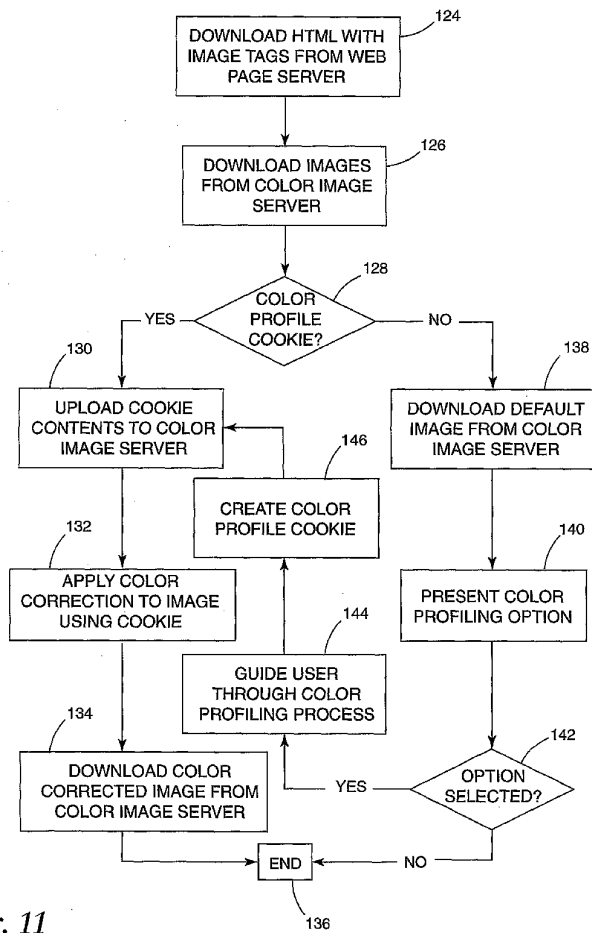 124
DOWNLOAD HTML WITH
IMAGE TAGS FROM WEB
PAGE SERVER
126
DOWNLOAD IMAGES
FROM COLOR IMAGE
SERVER
128
COLOR
PROFILE
COOKIE?
YES
NO
130
UPLOAD COOKIE
CONTENTS TO COLOR
IMAGE SERVER
138
DOWNLOAD DEFAULT
IMAGE FROM COLOR
IMAGE SERVER
146
CREATE COLOR
PROFILE COOKIE
132
APPLY COLOR
CORRECTION TO IMAGE
USING COOKIE
140
PRESENT COLOR
PROFILING OPTION
144
GUIDE USER
THROUGH COLOR
PROFILING PROCESS
134
DOWNLOAD COLOR
CORRECTED IMAGE FROM
COLOR IMAGE SERVER
142
OPTION
SELECTED?
YES
NO
END
136
. 11